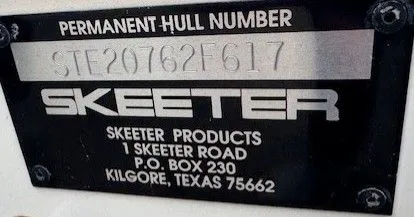 PERMANENT HULL NUMBER
STE20762F617
SKEETER
SKEETER PRODUCTS
1 SKEETER ROAD
P.O. BOX 230
KILGORE, TEXAS 75662